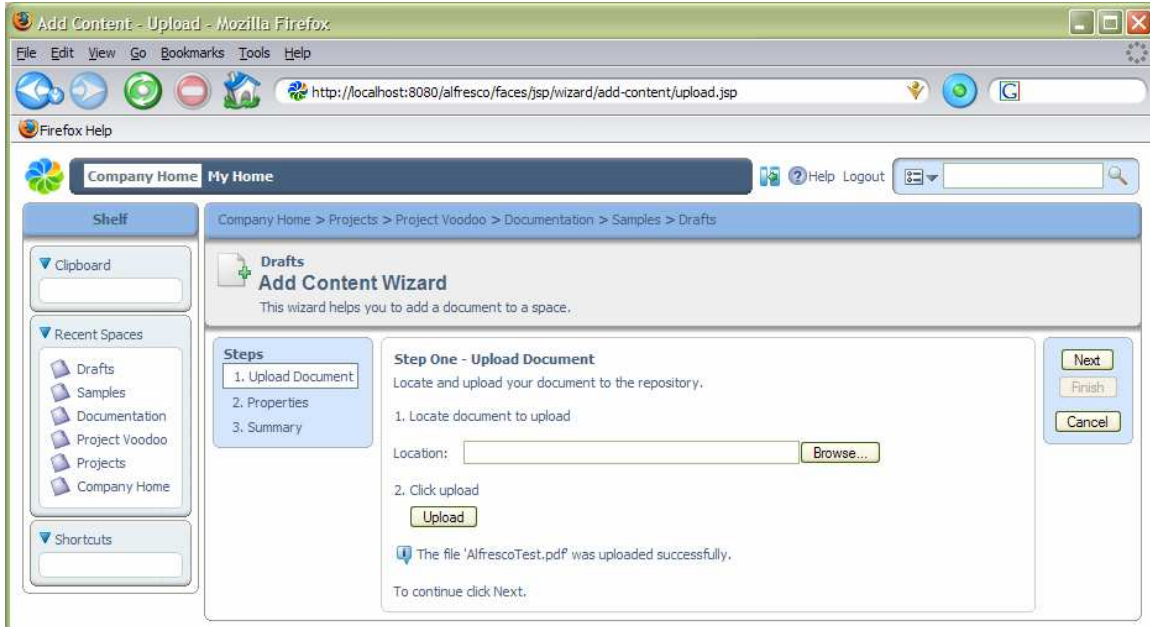 Add Content - Upload - Mozilla Firefox
File Edit View Go Bookmarks Tools Help
http://localhost:8080/alfresco/faces/jsp/wizard/add-content/upload.jsp
G
Firefox Help
Company Home My Home
Help Logout
Shelf
Company Home > Projects > Project Voodoo > Documentation > Samples > Drafts
Clipboard
Drafts
Add Content Wizard
This wizard helps you to add a document to a space.
Recent Spaces
Drafts
Samples
Documentation
Project Voodoo
Projects
Company Home
Shortcuts
Steps
1. Upload Document
2. Properties
3. Summary
Step One - Upload Document
Locate and upload your document to the repository.
1. Locate document to upload
Location: Browse...
2. Click upload
Upload
The file 'AlfrescoTest.pdf' was uploaded successfully.
To continue click Next.
Next
Finish
Cancel